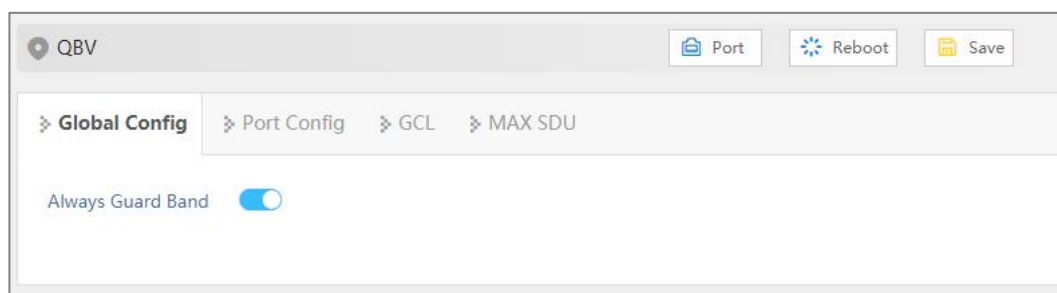 QBV Port Reboot Save
Global Config Port Config GCL MAX SDU
Always Guard Band